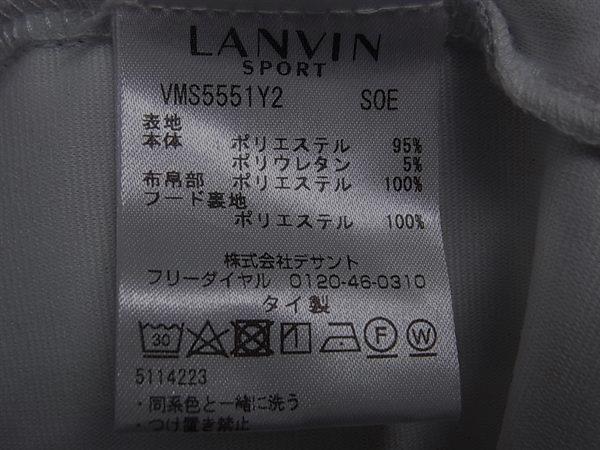 LANVIN
SPORT
VMS5551Y2 SOE
表地
本体 ポリエステル 95%
ポリウレタン 5%
布帛部 ポリエステル 100%
フード裏地
ポリエステル 100%
株式会社デサント
フリーダイヤル 0120-46-0310
タイ製
30 F W
5114223
・同系色と一緒に洗う
・つけ置き禁止